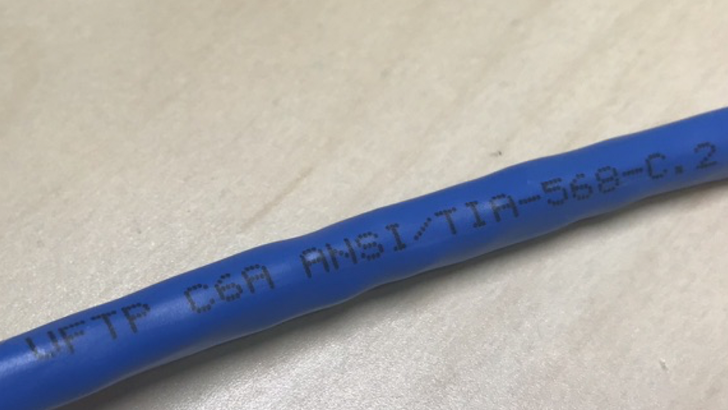 UFTP C6A ANSI/TIA-568-C.2